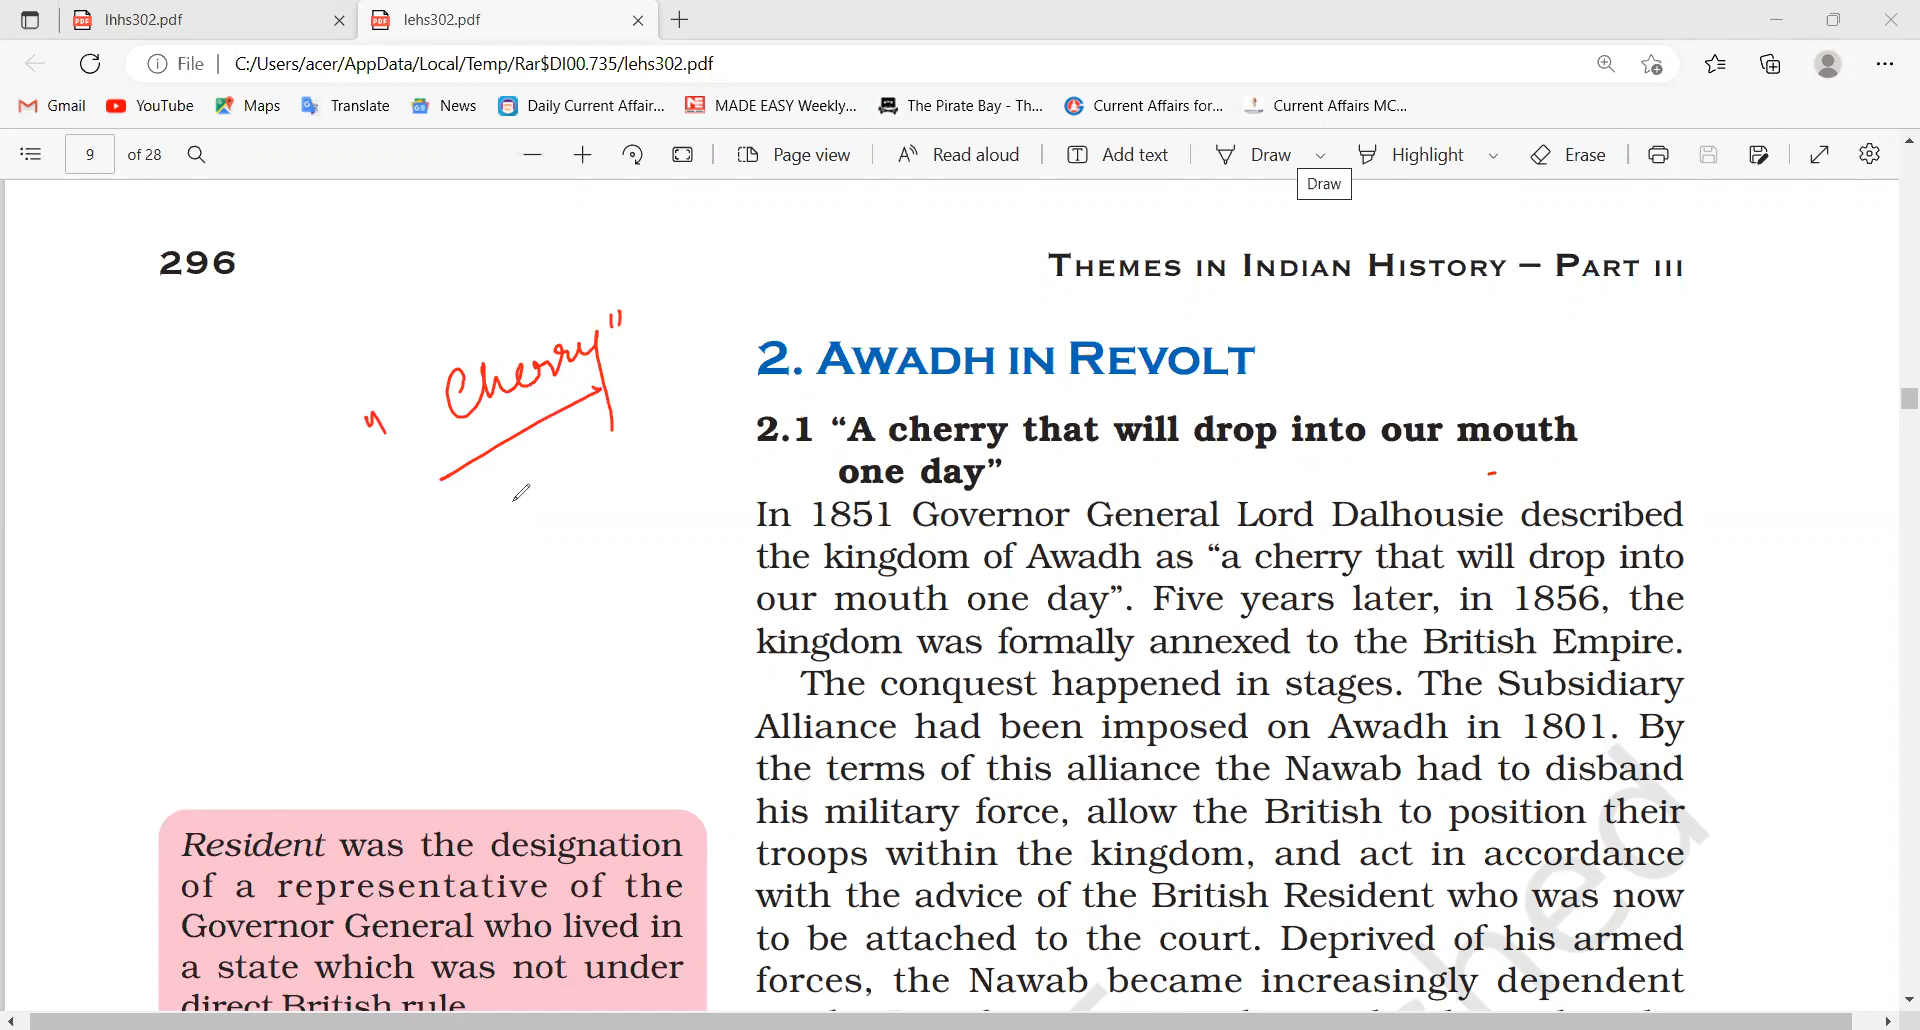 lhhs302.pdf
lehs302.pdf
File
C:/Users/acer/AppData/Local/Temp/Rar$DI00.735/lehs302.pdf
Gmail
YouTube
Maps
Translate
News
Daily Current Affair...
MADE EASY Weekly...
The Pirate Bay - Th...
Current Affairs for...
Current Affairs MC...
9 of 28
Page view
Read aloud
Add text
Draw
Highlight
Erase
Draw
296
THEMES IN INDIAN HISTORY – PART III
" Cherry"
2. AWADH IN REVOLT
2.1 “A cherry that will drop into our mouth
one day”
In 1851 Governor General Lord Dalhousie described
the kingdom of Awadh as “a cherry that will drop into
our mouth one day”. Five years later, in 1856, the
kingdom was formally annexed to the British Empire.
The conquest happened in stages. The Subsidiary
Alliance had been imposed on Awadh in 1801. By
the terms of this alliance the Nawab had to disband
his military force, allow the British to position their
troops within the kingdom, and act in accordance
with the advice of the British Resident who was now
to be attached to the court. Deprived of his armed
forces, the Nawab became increasingly dependent
Resident was the designation
of a representative of the
Governor General who lived in
a state which was not under
direct British rule.